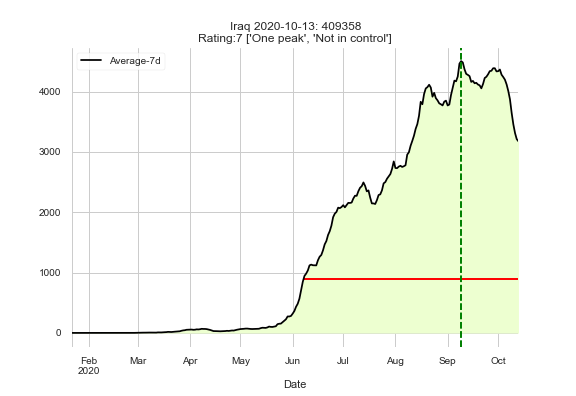 Iraq 2020-10-13: 409358
Rating:7 ['One peak', 'Not in control']
Average-7d
4000
3000
2000
1000
0
Feb Mar Apr May Jun Jul Aug Sep Oct
2020
Date